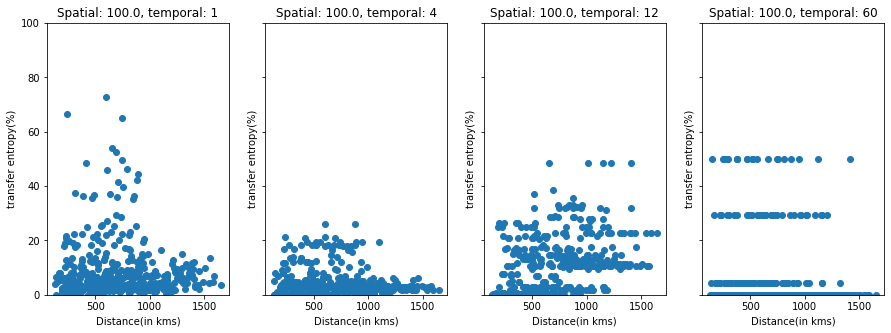 Spatial: 100.0, temporal: 1
Spatial: 100.0, temporal: 4
Spatial: 100.0, temporal: 12
Spatial: 100.0, temporal: 60
100
80
60
40
20
0
transfer entropy(%)
transfer entropy(%)
transfer entropy(%)
transfer entropy(%)
500 1000 1500
500 1000 1500
500 1000 1500
500 1000 1500
Distance(in kms)
Distance(in kms)
Distance(in kms)
Distance(in kms)